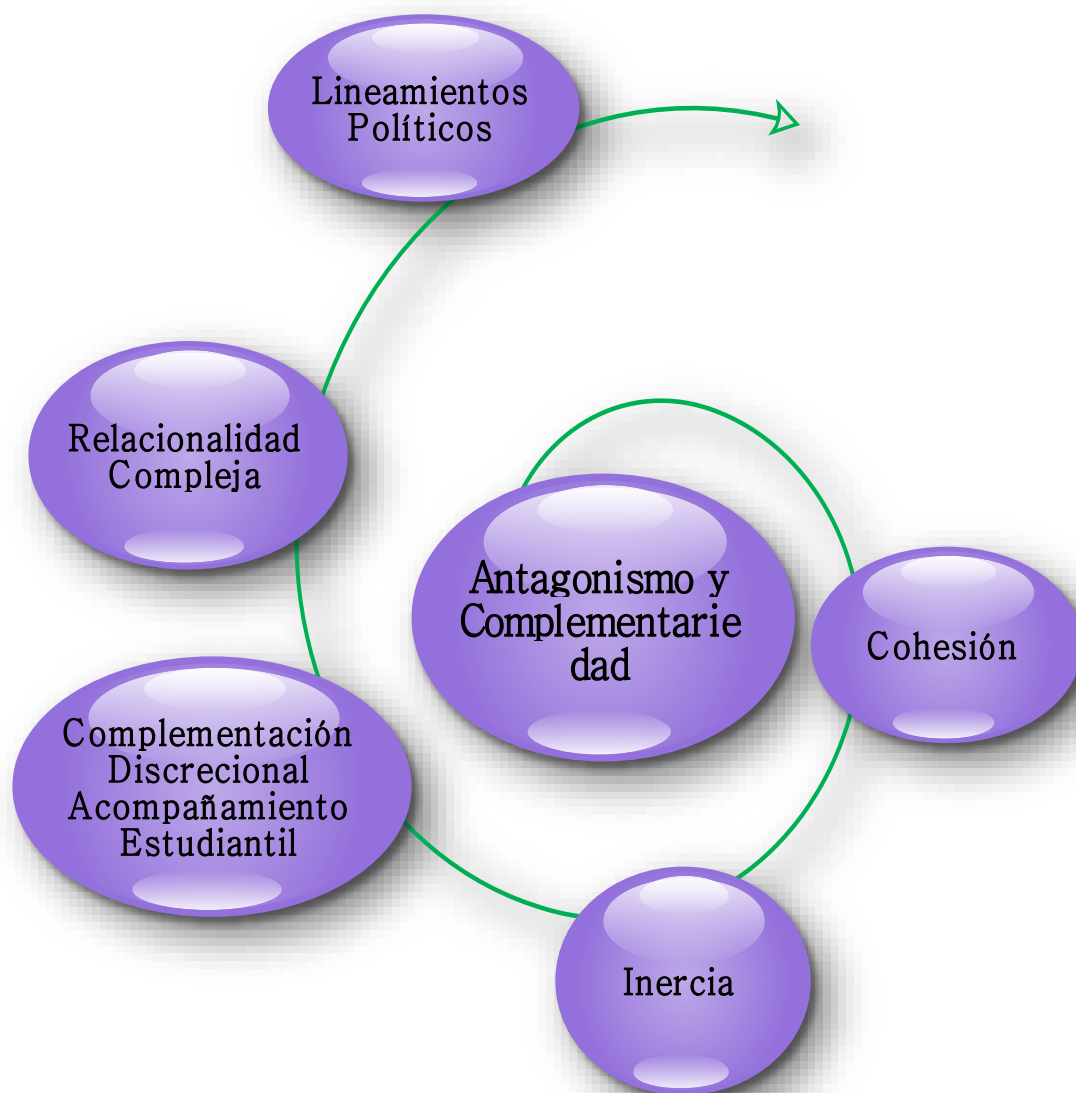 Lineamientos
Políticos
Relacionalidad
Compleja
Antagonismo y
Complementarie
dad
Cohesión
Complementación
Discrecional
Acompañamiento
Estudiantil
Inercia